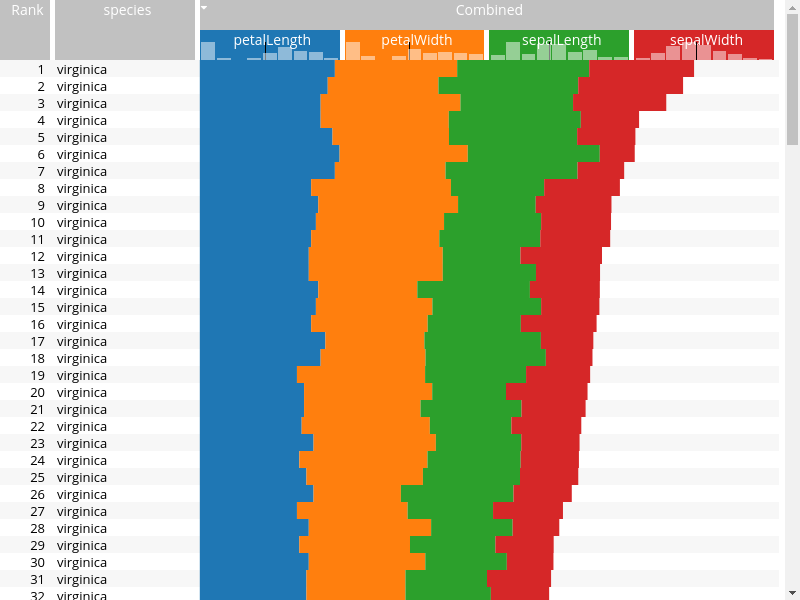 Rank species Combined
petalLength petalWidth sepalLength sepalWidth
1 virginica
2 virginica
3 virginica
4 virginica
5 virginica
6 virginica
7 virginica
8 virginica
9 virginica
10 virginica
11 virginica
12 virginica
13 virginica
14 virginica
15 virginica
16 virginica
17 virginica
18 virginica
19 virginica
20 virginica
21 virginica
22 virginica
23 virginica
24 virginica
25 virginica
26 virginica
27 virginica
28 virginica
29 virginica
30 virginica
31 virginica
32 virginica